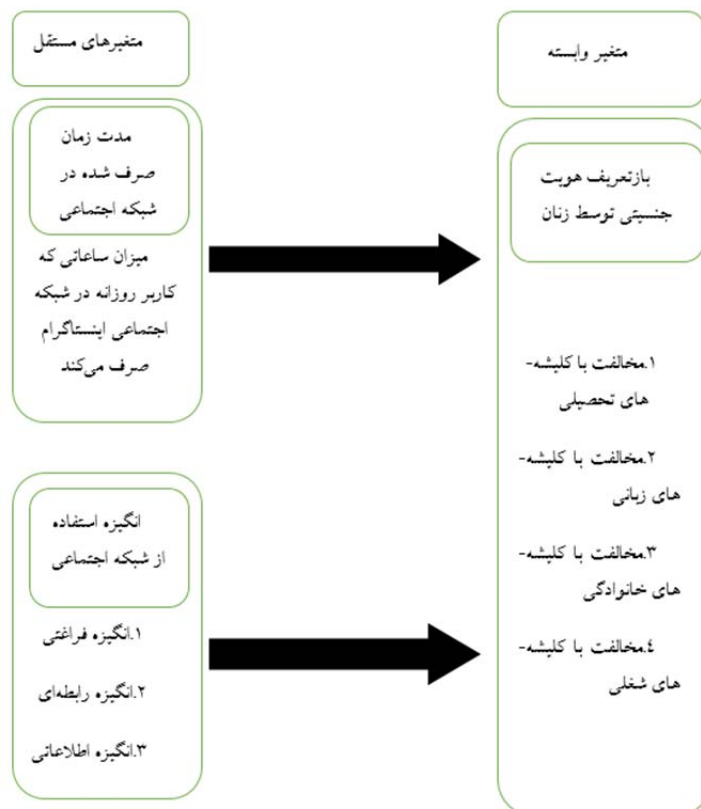 متغیرهای مستقل
متغیر وابسته
مدت زمان
صرف شده در
شبکه اجتماعی
میزان ساعاتی که
کاربر روزانه در شبکه
اجتماعی اینستاگرام
صرف می‌کند
انگیزه استفاده
از شبکه اجتماعی
۱.انگیزه فراغتی
۲.انگیزه رابطه‌ای
۳.انگیزه اطلاعاتی
بازتعریف هویت
جنسیتی توسط زنان
۱.مخالفت با کلیشه-
های تحصیلی
۲.مخالفت با کلیشه-
های زبانی
۳.مخالفت با کلیشه-
های خانوادگی
۴.مخالفت با کلیشه-
های شغلی